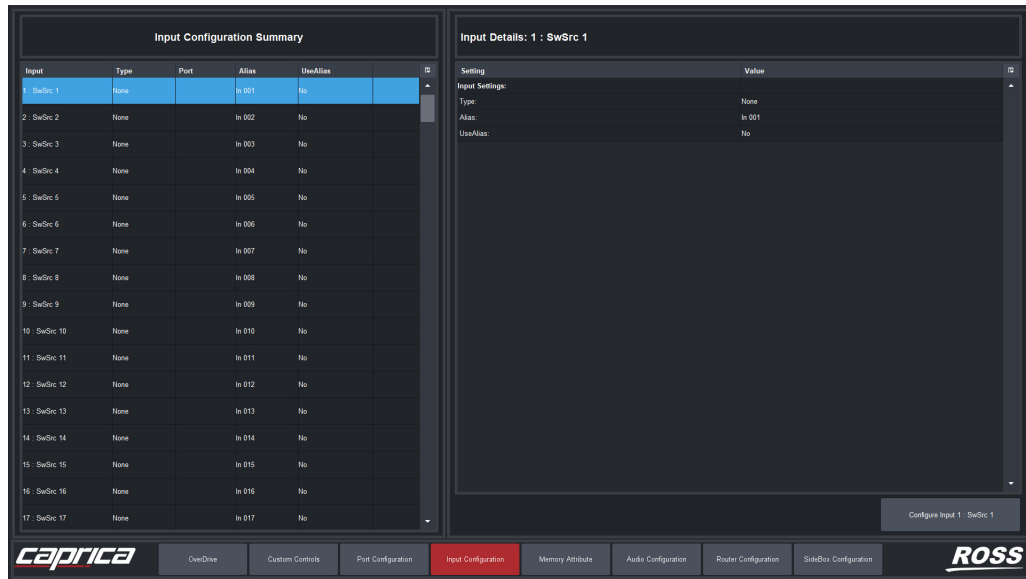 Input Configuration Summary
Input Type Port Alias UseAlias
1 : SwSrc 1 None In 001 No
2 : SwSrc 2 None In 002 No
3 : SwSrc 3 None In 003 No
4 : SwSrc 4 None In 004 No
5 : SwSrc 5 None In 005 No
6 : SwSrc 6 None In 006 No
7 : SwSrc 7 None In 007 No
8 : SwSrc 8 None In 008 No
9 : SwSrc 9 None In 009 No
10 : SwSrc 10 None In 010 No
11 : SwSrc 11 None In 011 No
12 : SwSrc 12 None In 012 No
13 : SwSrc 13 None In 013 No
14 : SwSrc 14 None In 014 No
15 : SwSrc 15 None In 015 No
16 : SwSrc 16 None In 016 No
17 : SwSrc 17 None In 017 No
Input Details: 1 : SwSrc 1
Setting Value
Input Settings:
Type: None
Alias: In 001
UseAlias: No
Configure Input 1 : SwSrc 1
caprica OverDrive Custom Controls Port Configuration Input Configuration Memory Attribute Audio Configuration Router Configuration SideBox Configuration ROSS